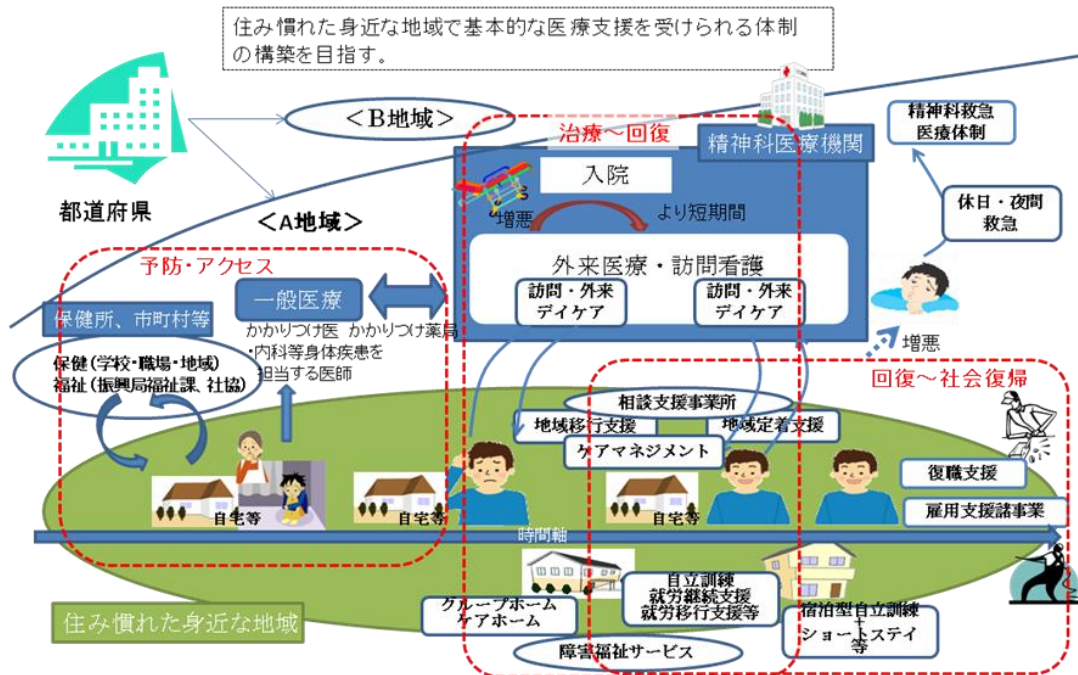 住み慣れた身近な地域で基本的な医療支援を受けられる体制
の構築を目指す。
都道府県
<B地域>
<A地域>
治療~回復
精神科医療機関
入院
増悪
より短期間
外来医療・訪問看護
訪問・外来
デイケア
訪問・外来
デイケア
精神科救急
医療体制
休日・夜間
救急
増悪
予防・アクセス
一般医療
かかりつけ医 かかりつけ薬局
・内科等身体疾患を
担当する医師
保健所、市町村等
保健(学校・職場・地域)
福祉(振興局福祉課、社協)
回復~社会復帰
相談支援事業所
地域移行支援
地域定着支援
ケアマネジメント
復職支援
雇用支援諸事業
自宅等
自宅等
自宅等
時間軸
住み慣れた身近な地域
グループホーム
ケアホーム
自立訓練
就労継続支援
就労移行支援等
宿泊型自立訓練
+
ショートステイ
等
障害福祉サービス